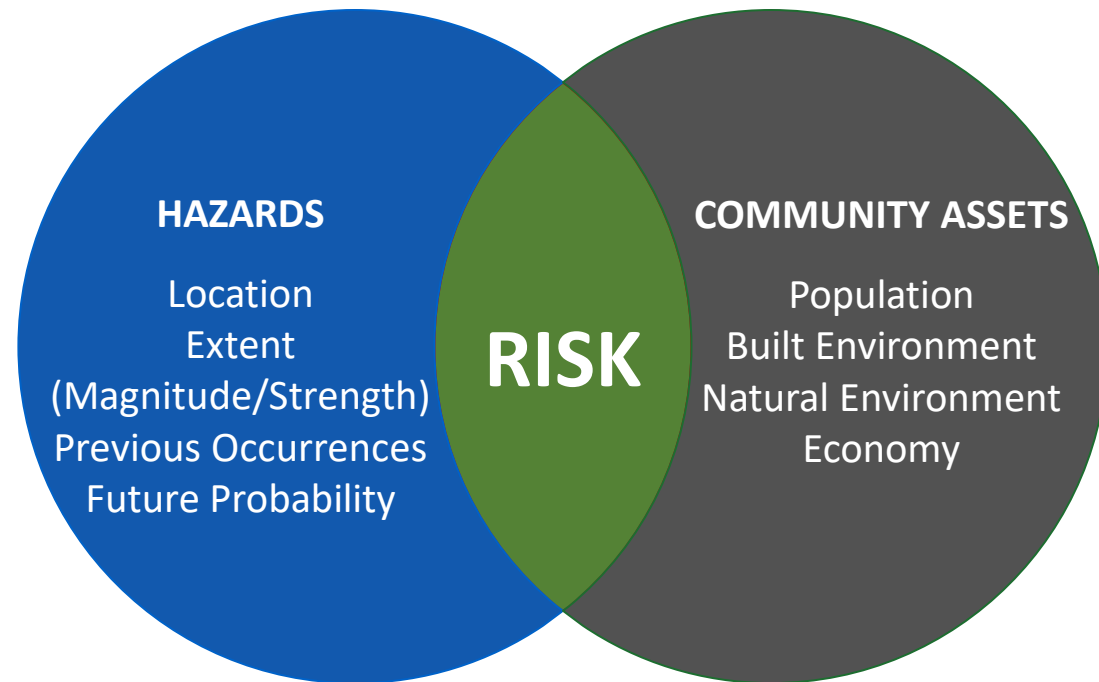 HAZARDS
Location
Extent
(Magnitude/Strength)
Previous Occurrences
Future Probability
RISK
COMMUNITY ASSETS
Population
Built Environment
Natural Environment
Economy